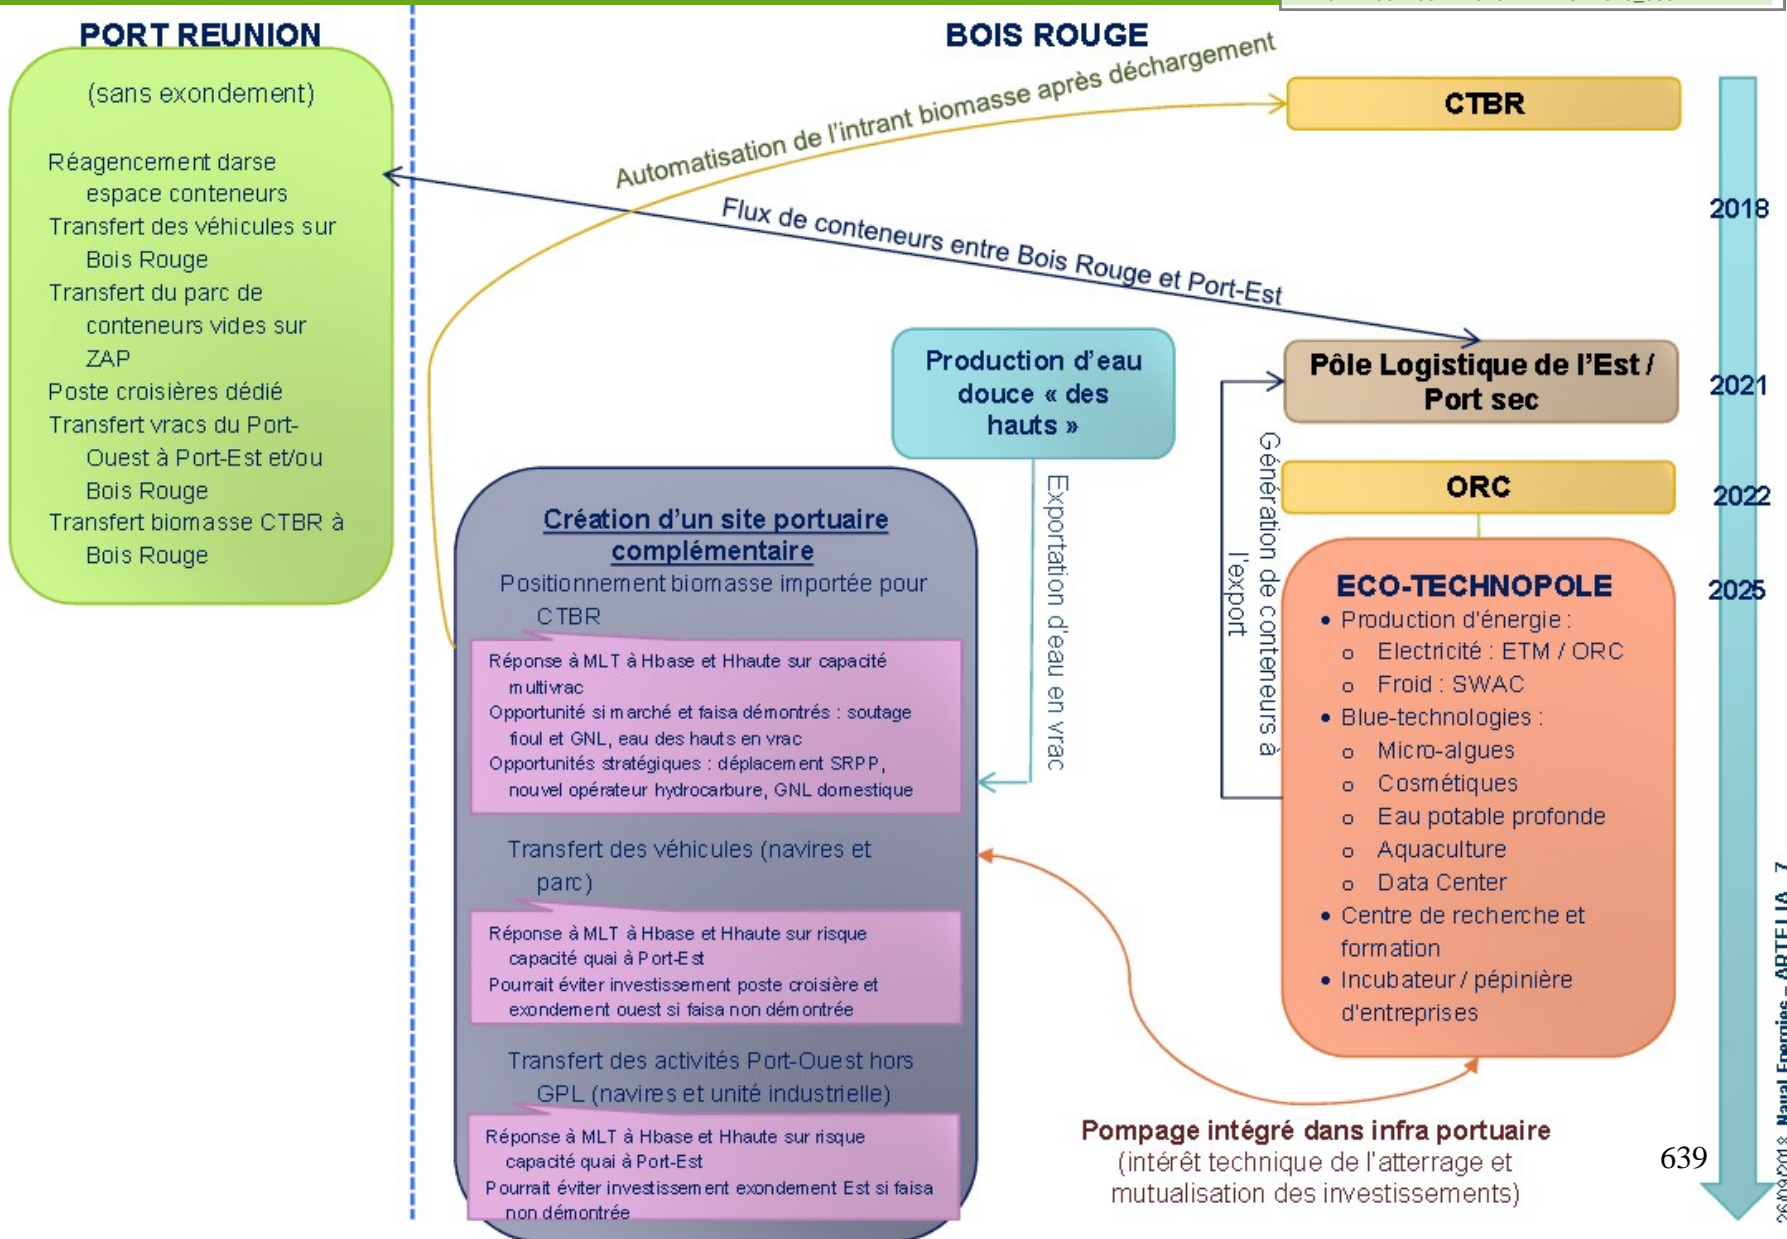 PORT REUNION
(sans exondement)
Réagencement darse
espace conteneurs
Transfert des véhicules sur
Bois Rouge
Transfert du parc de
conteneurs vides sur
ZAP
Poste croisières dédié
Transfert vracs du Port-
Ouest à Port-Est et/ou
Bois Rouge
Transfert biomasse CTBR à
Bois Rouge
BOIS ROUGE
Automatisation de l'intrant biomasse après déchargement
Flux de conteneurs entre Bois Rouge et Port-Est
CTBR
Production d'eau
douce « des
hauts »
Exportation d'eau en vrac
Pôle Logistique de l'Est /
Port sec
Génération de conteneurs à
l'export
ORC
Création d'un site portuaire
complémentaire
Positionnement biomasse importée pour
CTBR
Réponse à MLT à Hbase et Hhaute sur capacité
multivrac
Opportunité si marché et faisa démontrés : soutage
fioul et GNL, eau des hauts en vrac
Opportunités stratégiques : déplacement SRPP,
nouvel opérateur hydrocarbure, GNL domestique
Transfert des véhicules (navires et
parc)
Réponse à MLT à Hbase et Hhaute sur risque
capacité quai à Port-Est
Pourrait éviter investissement poste croisière et
exondement ouest si faisa non démontrée
Transfert des activités Port-Ouest hors
GPL (navires et unité industrielle)
Réponse à MLT à Hbase et Hhaute sur risque
capacité quai à Port-Est
Pourrait éviter investissement exondement Est si faisa
non démontrée
ECO-TECHNOPOLE
• Production d'énergie :
o Electricité : ETM / ORC
o Froid : SWAC
• Blue-technologies :
o Micro-algues
o Cosmétiques
o Eau potable profonde
o Aquaculture
o Data Center
• Centre de recherche et
formation
• Incubateur / pépinière
d'entreprises
Pompage intégré dans infra portuaire
(intérêt technique de l'atterrage et
mutualisation des investissements)
2018
2021
2022
2025
639
26/09/2018 Naval Energies – ARTELIA 7